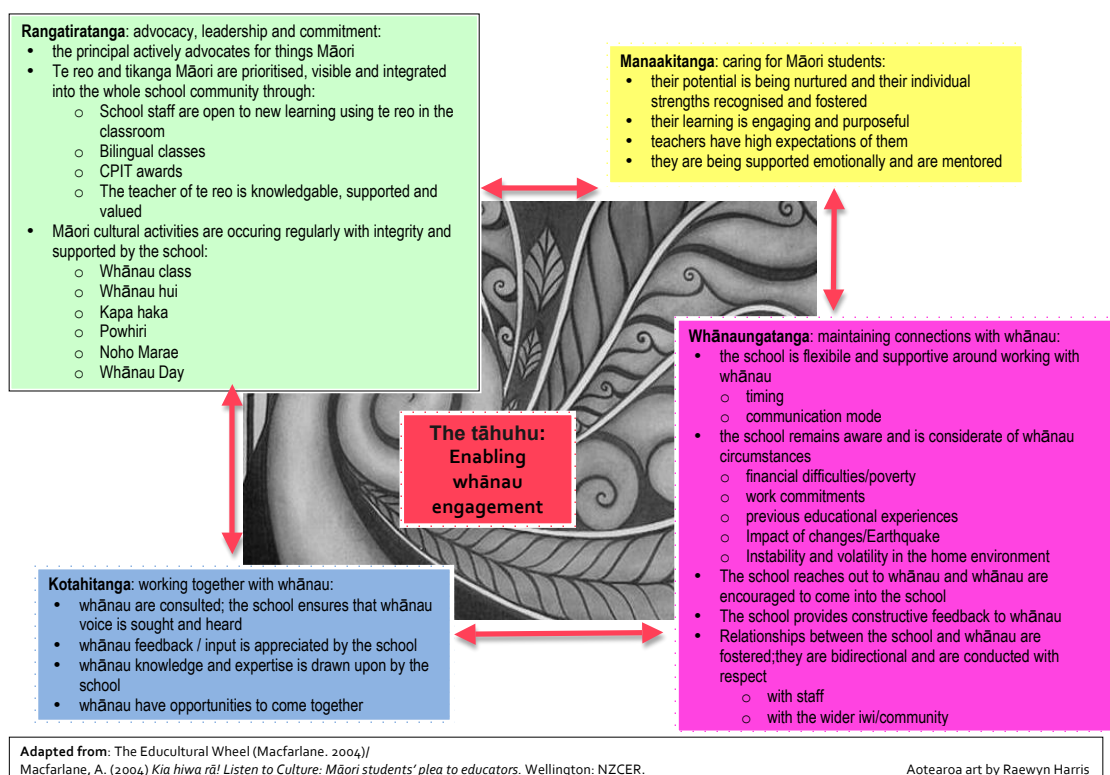 Rangatiratanga: advocacy, leadership and commitment:
• the principal actively advocates for things Māori
• Te reo and tikanga Māori are prioritised, visible and integrated
into the whole school community through:
o School staff are open to new learning using te reo in the
classroom
o Bilingual classes
o CPIT awards
o The teacher of te reo is knowledgable, supported and
valued
• Māori cultural activities are occuring regularly with integrity and
supported by the school:
o Whānau class
o Whānau hui
o Kapa haka
o Powhiri
o Noho Marae
o Whānau Day
Manaakitanga: caring for Māori students:
• their potential is being nurtured and their individual
strengths recognised and fostered
• their learning is engaging and purposeful
• teachers have high expectations of them
• they are being supported emotionally and are mentored
The tāhuhu:
Enabling
whānau
engagement
Whānaungatanga: maintaining connections with whānau:
• the school is flexibile and supportive around working with
whānau
o timing
o communication mode
• the school remains aware and is considerate of whānau
circumstances
o financial difficulties/poverty
o work commitments
o previous educational experiences
o Impact of changes/Earthquake
o Instability and volatility in the home environment
• The school reaches out to whānau and whānau are
encouraged to come into the school
• The school provides constructive feedback to whānau
• Relationships between the school and whānau are
fostered;they are bidirectional and are conducted with
respect
o with staff
o with the wider iwi/community
Kotahitanga: working together with whānau:
• whānau are consulted; the school ensures that whānau
voice is sought and heard
• whānau feedback / input is appreciated by the school
• whānau knowledge and expertise is drawn upon by the
school
• whānau have opportunities to come together
Adapted from: The Educultural Wheel (Macfarlane. 2004)/
Macfarlane, A. (2004) Kia hiwa rā! Listen to Culture: Māori students' plea to educators. Wellington: NZCER.
Aotearoa art by Raewyn Harris